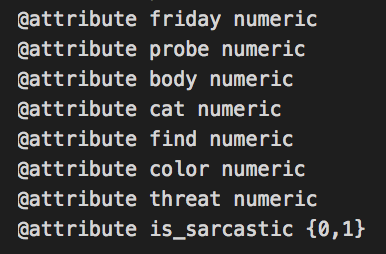 @attribute friday numeric
@attribute probe numeric
@attribute body numeric
@attribute cat numeric
@attribute find numeric
@attribute color numeric
@attribute threat numeric
@attribute is_sarcastic {0,1}